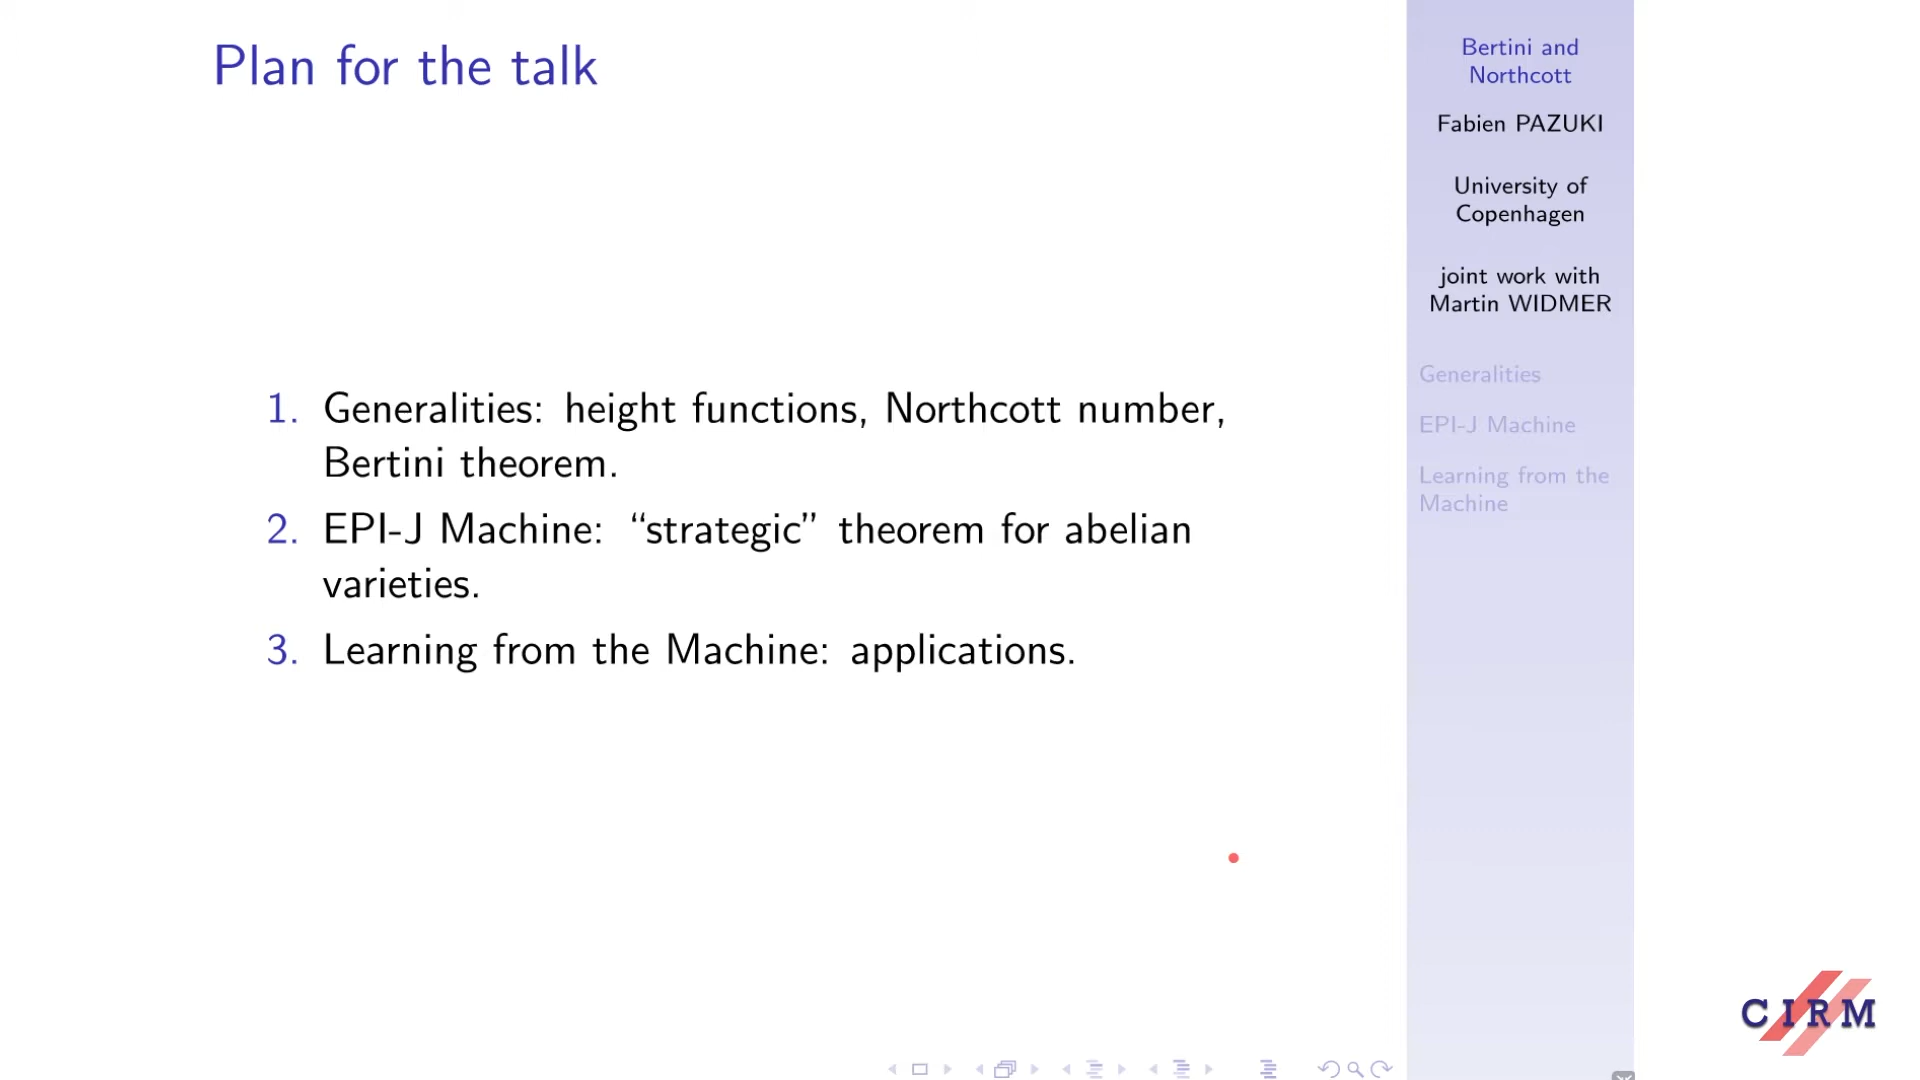 Plan for the talk
1. Generalities: height functions, Northcott number,
Bertini theorem.
2. EPI-J Machine: “strategic” theorem for abelian
varieties.
3. Learning from the Machine: applications.
Bertini and
Northcott
Fabien PAZUKI
University of
Copenhagen
joint work with
Martin WIDMER
Generalities
EPI-J Machine
Learning from the
Machine
CIRM